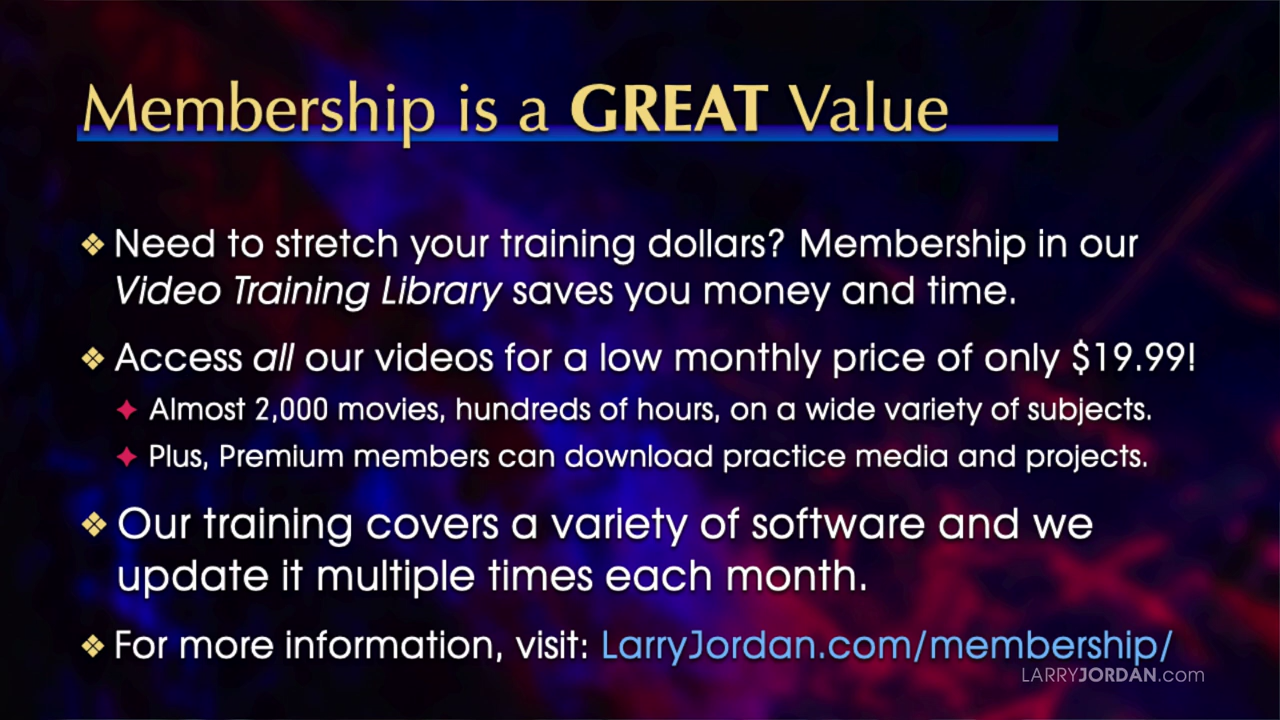 Membership is a GREAT Value
❖ Need to stretch your training dollars? Membership in our
Video Training Library saves you money and time.
❖ Access all our videos for a low monthly price of only $19.99!
✦ Almost 2,000 movies, hundreds of hours, on a wide variety of subjects.
✦ Plus, Premium members can download practice media and projects.
❖ Our training covers a variety of software and we
update it multiple times each month.
❖ For more information, visit: LarryJordan.com/membership/
LARRYJORDAN.com